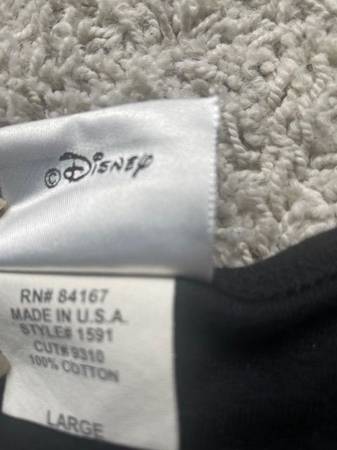 ©Disney
RN# 84167
MADE IN U.S.A.
STYLE# 1591
CUT# 9310
100% COTTON
LARGE